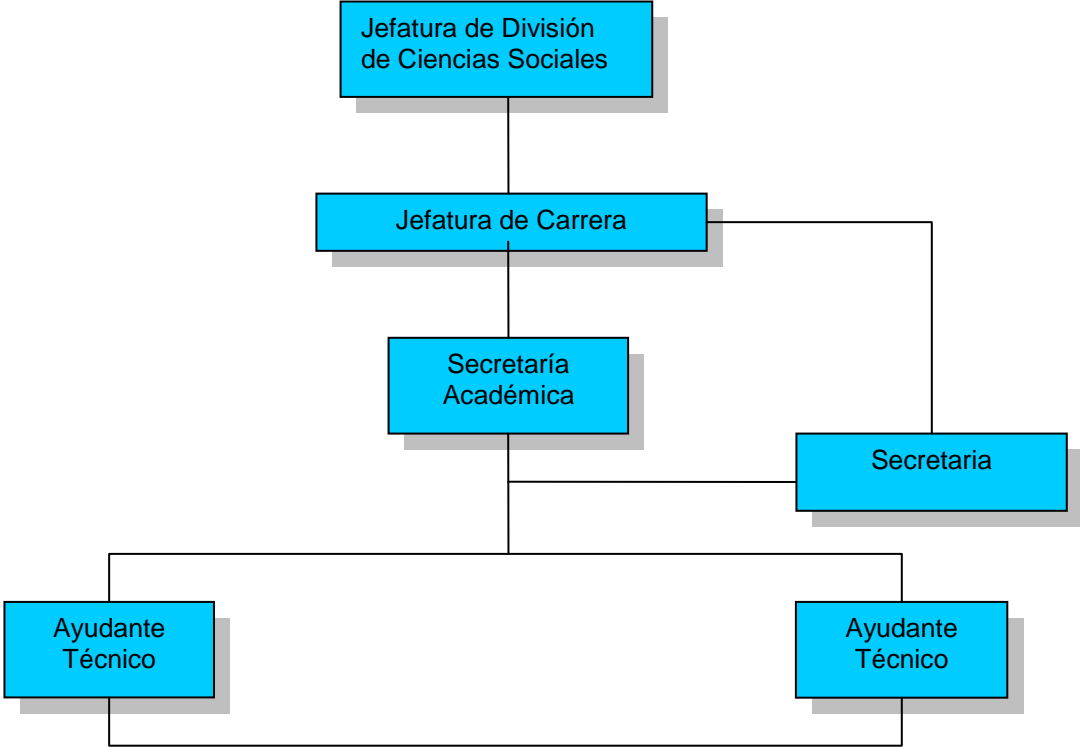 Jefatura de División
de Ciencias Sociales
Jefatura de Carrera
Secretaría
Académica
Secretaria
Ayudante
Técnico
Ayudante
Técnico